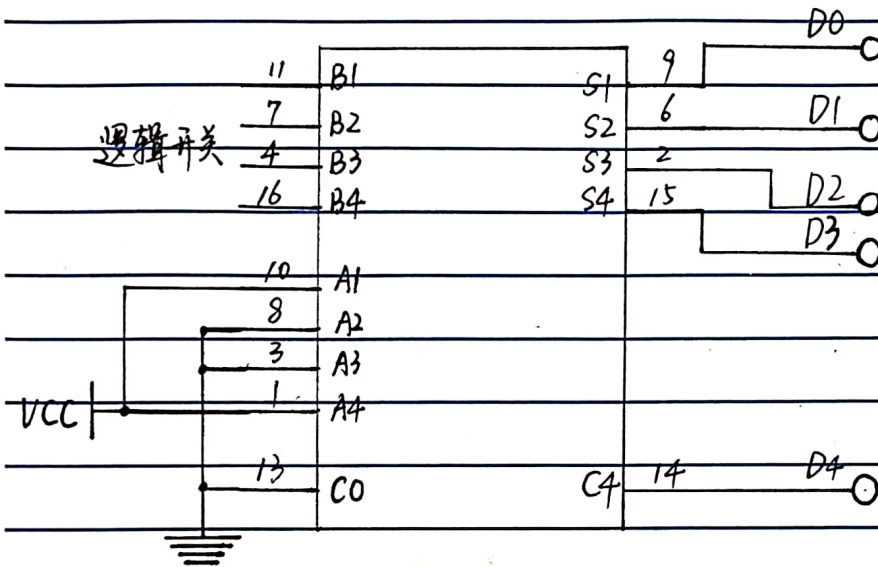 D0
11 B1 S1 9
7 B2 S2 6 D1
逻辑开关
4 B3 S3 2
16 B4 S4 15 D2
D3
10 A1
8 A2
3 A3
VCC 1 A4
13 C0 C4 14 D4